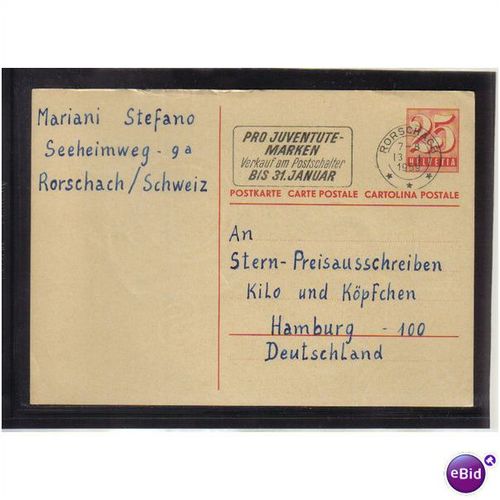 Mariani Stefano
Seeheimweg - 9a
Rorschach/Schweiz
PRO JUVENTUTE-
MARKEN
Verkauf am Postschalter
BIS 31. JANUAR
RORSCHACH
13
25
HELVETIA
POSTKARTE CARTE POSTALE CARTOLINA POSTALE
An
Stern-Preisausschreiben
Kilo und Köpfchen
Hamburg - 100
Deutschland
eBid